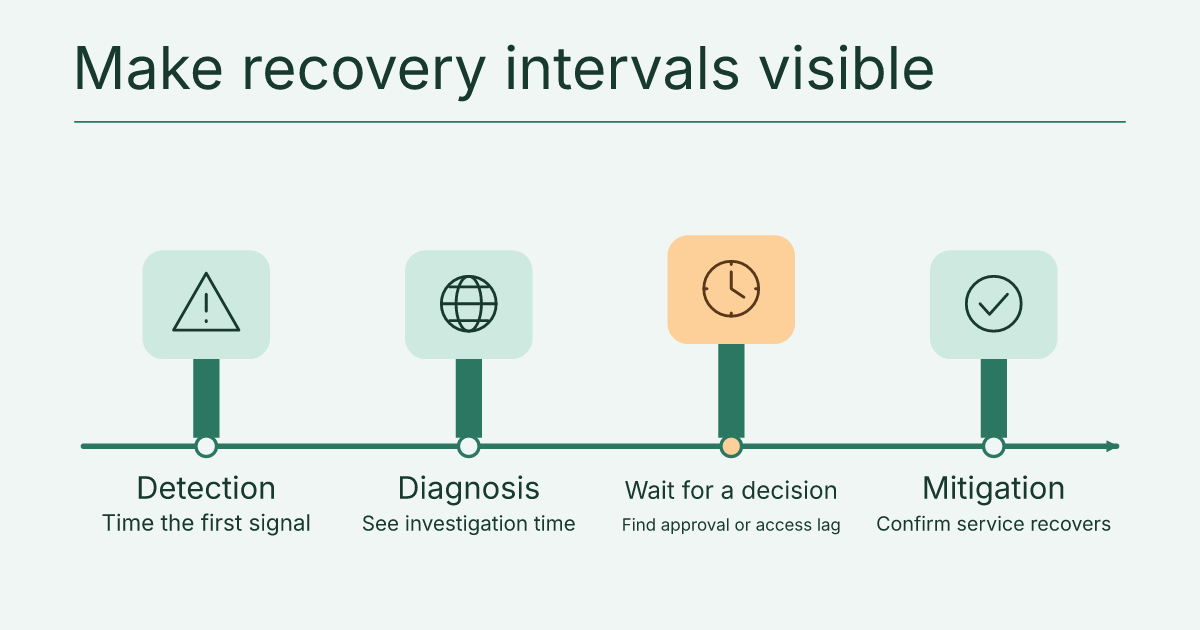 Make recovery intervals visible
Detection
Time the first signal
Diagnosis
See investigation time
Wait for a decision
Find approval or access lag
Mitigation
Confirm service recovers